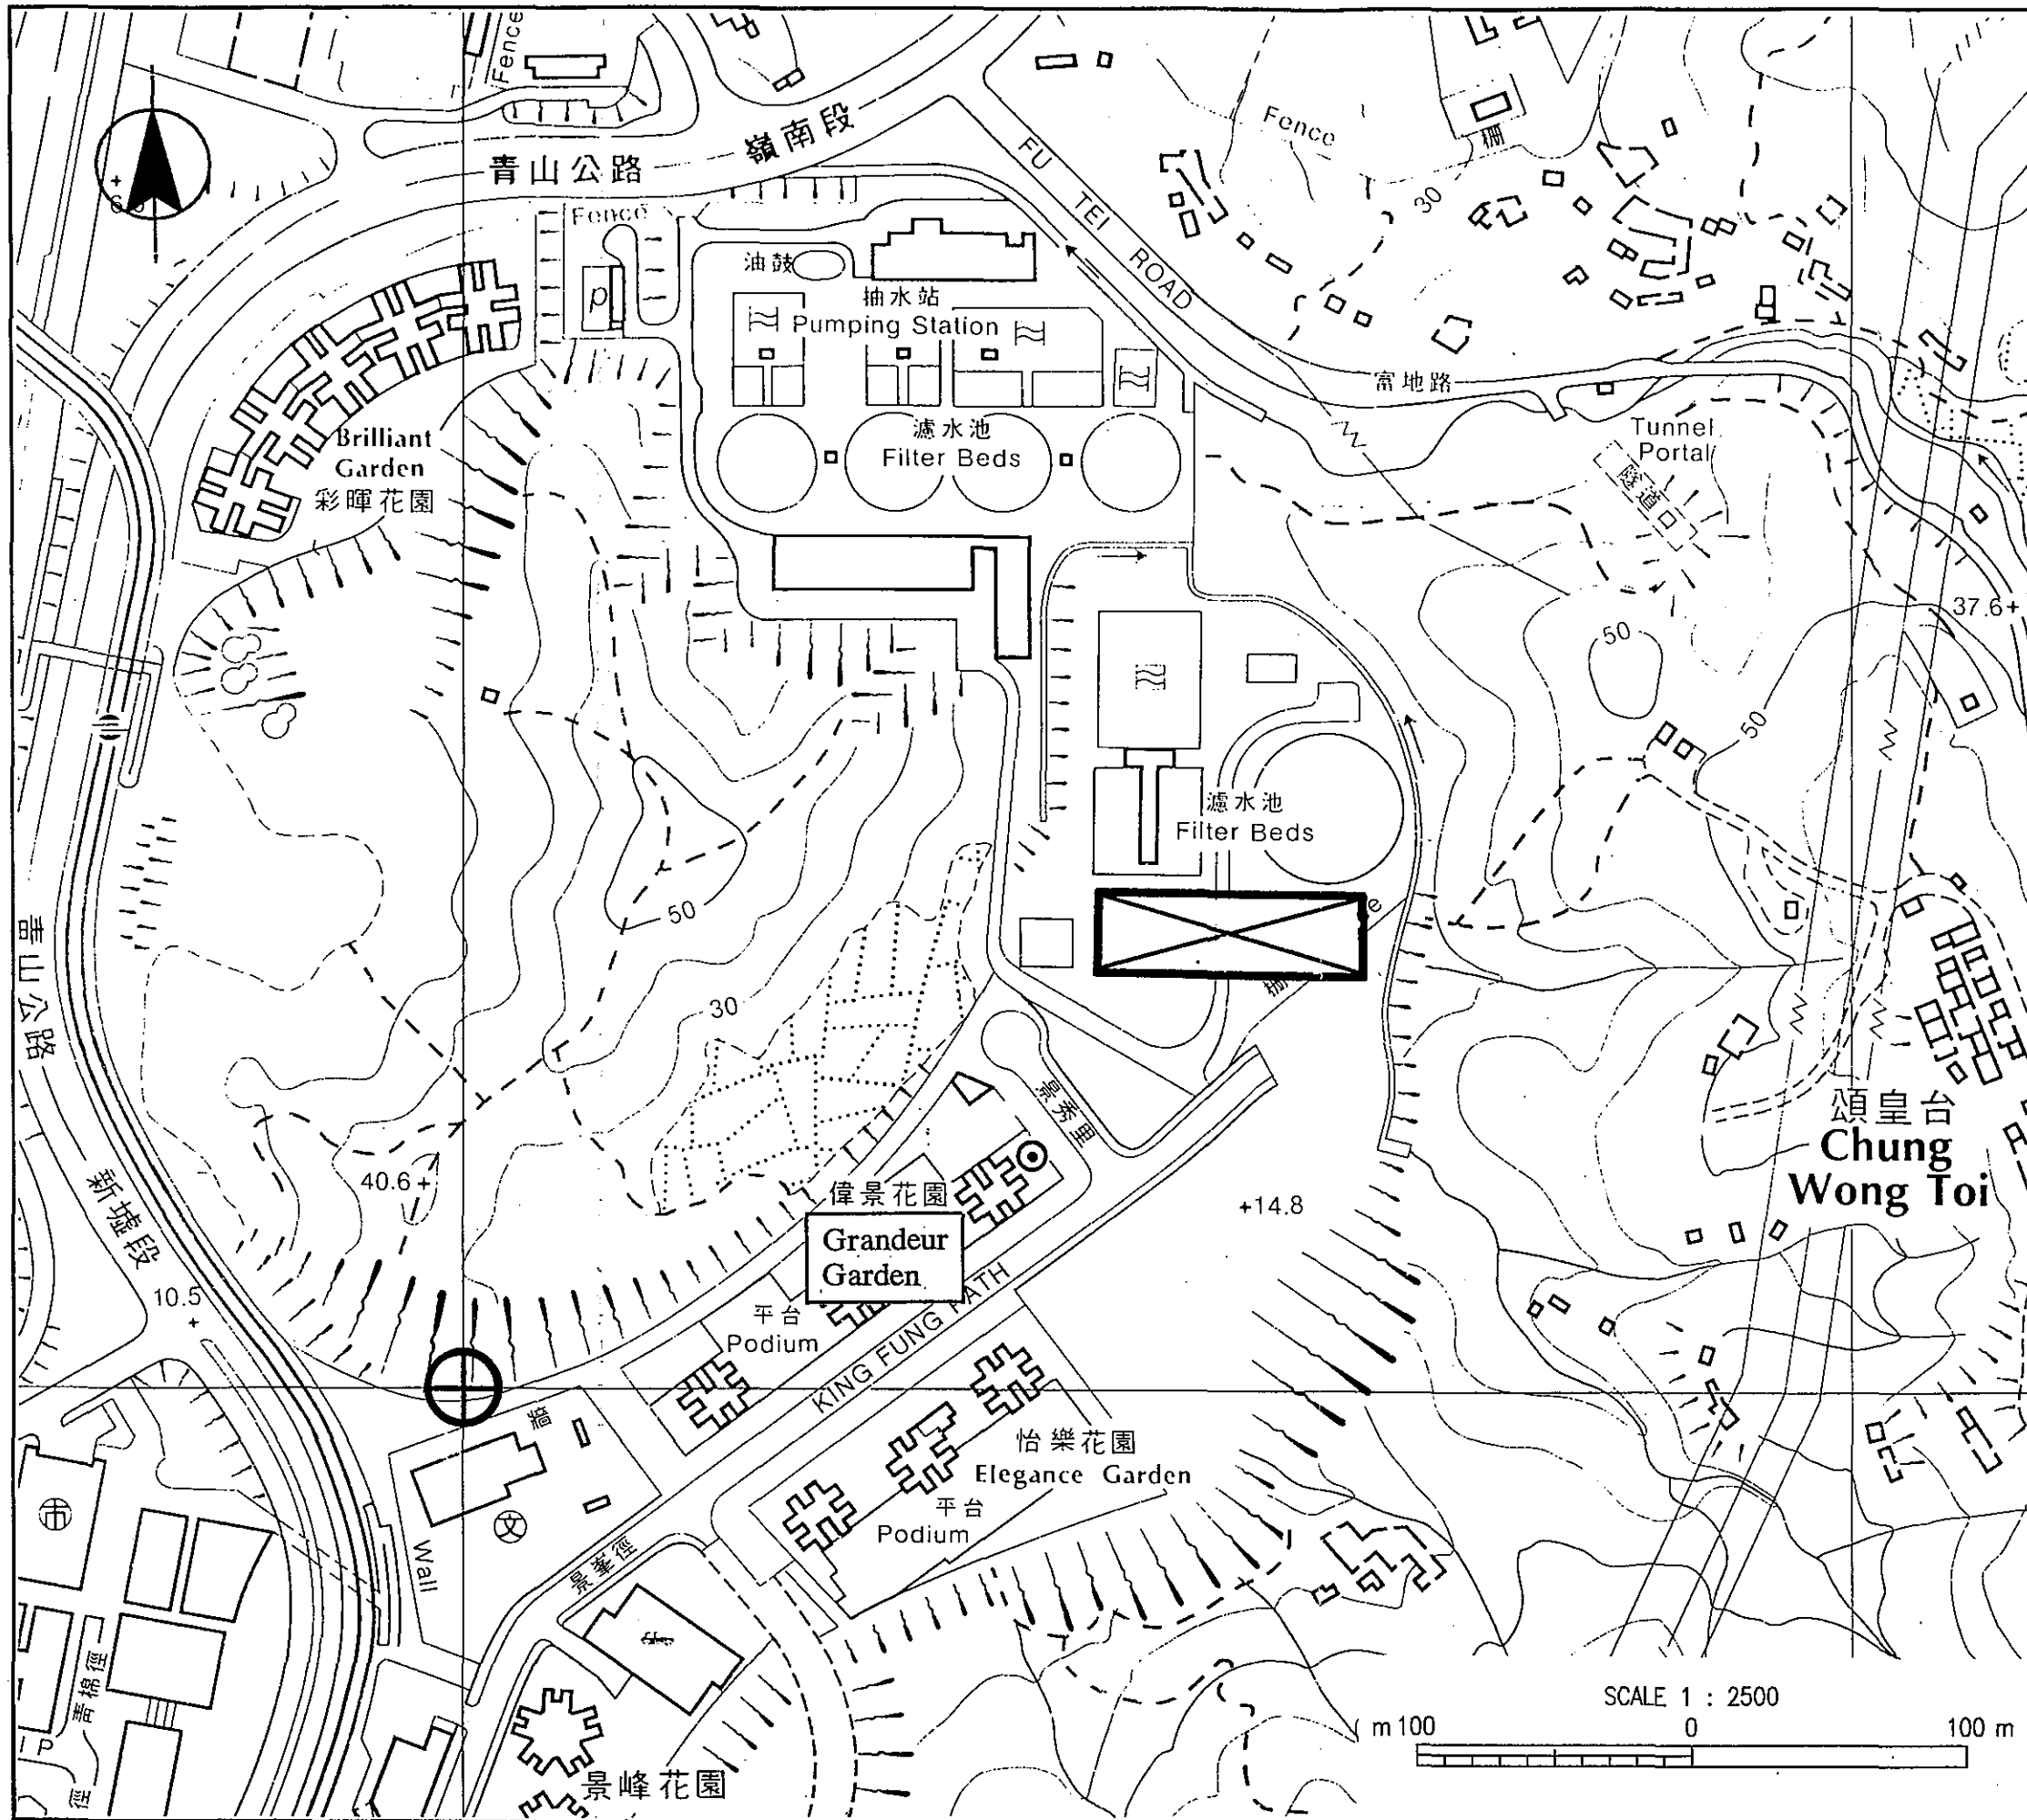 Fence
嶺南段
青山公路
FU TEI ROAD
Fence
柵
30
Fence
油鼓
抽水站
Pumping Station
P
富地路
Brilliant
Garden
彩暉花園
濾水池
Filter Beds
Tunnel
Portal
隧道
37.6+
50
50
濾水池
Filter Beds
50
30
青山公路
景秀里
頌皇台
Chung
Wong Toi
40.6 +
偉景花園
+14.8
Grandeur
Garden
新墟段
10.5
+
平台
Podium
KING FUNG PATH
牆
怡樂花園
Elegance Garden
市
文
平台
Podium
Wall
景峯徑
青棉徑
SCALE 1 : 2500
m 100 0 100 m
P
徑
景峰花園